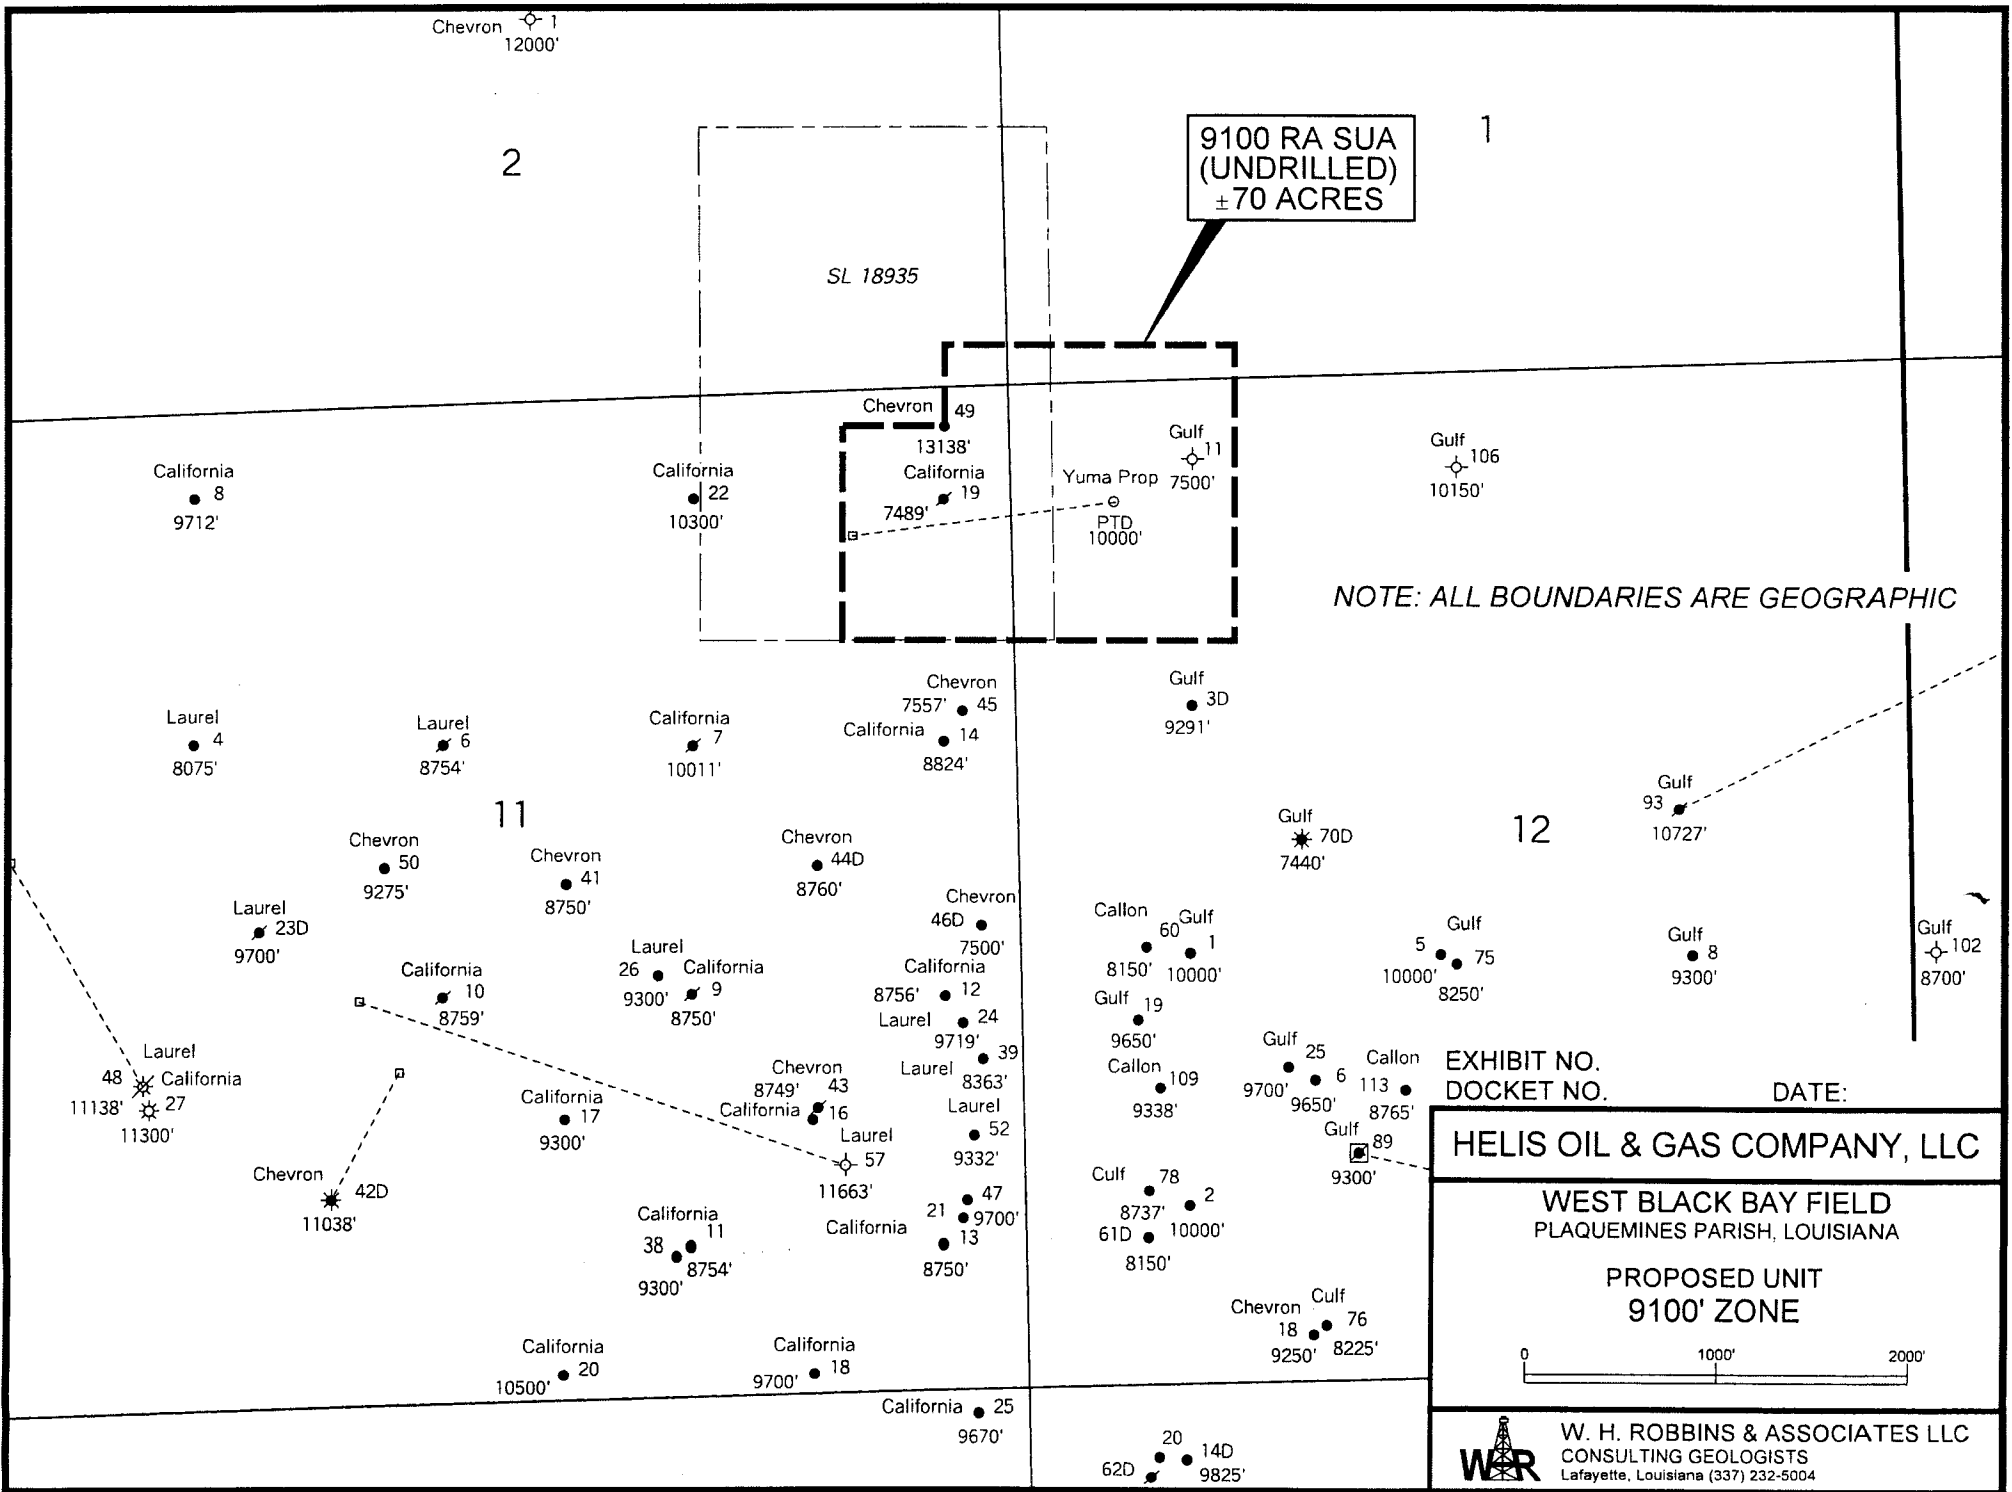 Chevron
1
12000'
2
1
9100 RA SUA
(UNDRILLED)
±70 ACRES
SL 18935
Chevron
49
13138'
California
8
9712'
California
22
10300'
California
19
7489'
Yuma Prop
PTD
10000'
Gulf
11
7500'
Gulf
106
10150'
NOTE: ALL BOUNDARIES ARE GEOGRAPHIC
Laurel
4
8075'
Laurel
6
8754'
California
7
10011'
Chevron
7557'
45
California
14
8824'
Gulf
3D
9291'
11
12
Gulf
93
10727'
Gulf
70D
7440'
Chevron
50
9275'
Chevron
41
8750'
Chevron
44D
8760'
Laurel
23D
9700'
Chevron
46D
7500'
Callon
60
8150'
Gulf
1
10000'
Gulf
5
10000'
75
8250'
Gulf
8
9300'
Gulf
102
8700'
California
10
8759'
Laurel
26
9300'
California
9
8750'
California
8756'
12
Laurel
24
9719'
Laurel
39
8363'
Gulf
19
9650'
Callon
109
9338'
Gulf
25
9700'
6
9650'
Callon
113
8765'
Laurel
48
11138'
California
27
11300'
California
17
9300'
Chevron
8749'
43
California
16
Laurel
57
11663'
Laurel
52
9332'
Gulf
89
9300'
Chevron
42D
11038'
California
11
8754'
38
9300'
47
9700'
21
California
13
8750'
Culf
78
8737'
2
10000'
61D
8150'
Chevron
18
9250'
Culf
76
8225'
California
20
10500'
California
18
9700'
California
25
9670'
20
14D
9825'
62D
EXHIBIT NO.
DOCKET NO.
DATE:
HELIS OIL & GAS COMPANY, LLC
WEST BLACK BAY FIELD
PLAQUEMINES PARISH, LOUISIANA
PROPOSED UNIT
9100' ZONE
0
1000'
2000'
WAR
W. H. ROBBINS & ASSOCIATES LLC
CONSULTING GEOLOGISTS
Lafayette, Louisiana (337) 232-5004